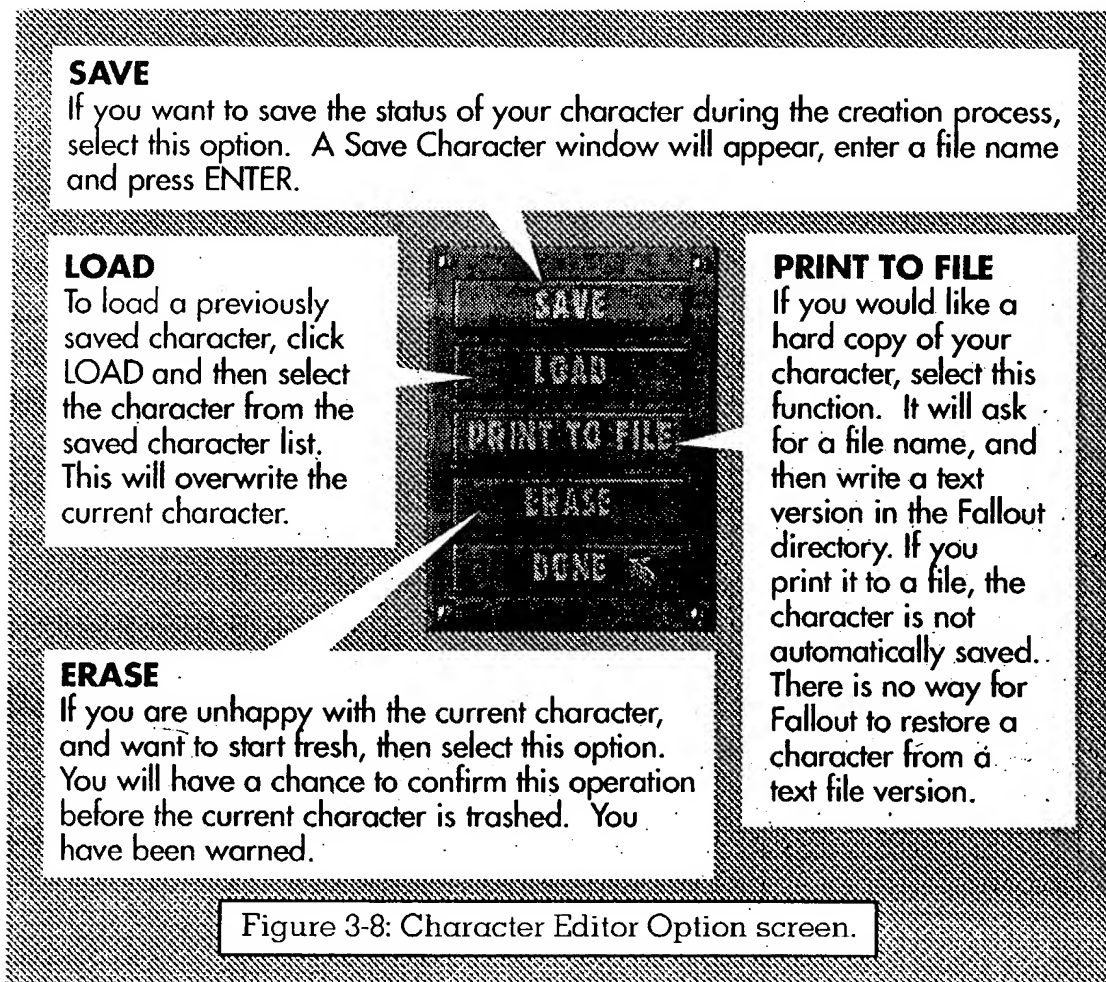 SAVE
If you want to save the status of your character during the creation process,
select this option. A Save Character window will appear, enter a file name
and press ENTER.
LOAD
To load a previously
saved character, click
LOAD and then select
the character from the
saved character list.
This will overwrite the
current character.
SAVE
LOAD
PRINT TO FILE
ERASE
DONE
PRINT TO FILE
If you would like a
hard copy of your
character, select this
function. It will ask
for a file name, and
then write a text
version in the Fallout
directory. If you
print it to a file, the
character is not
automatically saved.
There is no way for
Fallout to restore a
character from a
text file version.
ERASE
If you are unhappy with the current character,
and want to start fresh, then select this option.
You will have a chance to confirm this operation
before the current character is trashed. You
have been warned.
Figure 3-8: Character Editor Option screen.